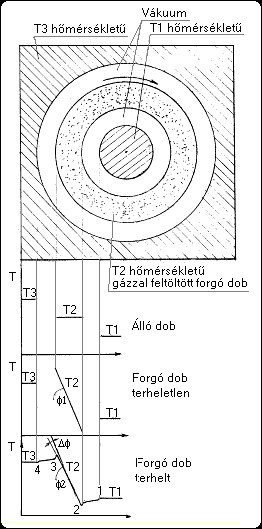 Vákuum
T3 hőmérsékletű
T1 hőmérsékletű
T2 hőmérsékletű
gázzal feltöltött forgó dob
T
T3
T2
T1
Álló dob
T
T3
T2
ϕ1
T1
Forgó dob
terheletlen
T
Δϕ
T3
4
3
T2
ϕ2
2
1
T1
Forgó dob
terhelt